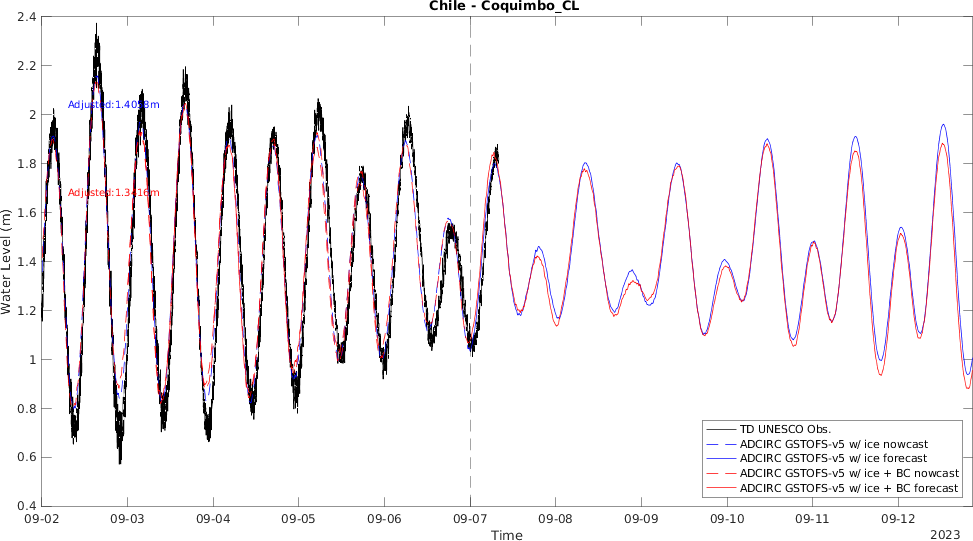 Chile - Coquimbo_CL
2.4
2.2
2
1.8
1.6
1.4
1.2
1
0.8
0.6
0.4
Water Level (m)
Adjusted:1.4058m
Adjusted:1.3416m
TD UNESCO Obs.
ADCIRC GSTOFS-v5 w/ ice nowcast
ADCIRC GSTOFS-v5 w/ ice forecast
ADCIRC GSTOFS-v5 w/ ice + BC nowcast
ADCIRC GSTOFS-v5 w/ ice + BC forecast
09-02 09-03 09-04 09-05 09-06 09-07 09-08 09-09 09-10 09-11 09-12
Time
2023